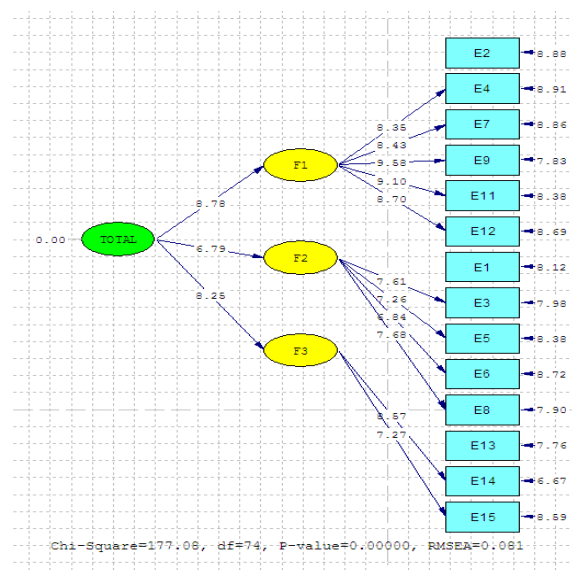 E2 8.88
E4 8.91
E7 8.86
8.35
8.43
F1 9.58 E9 7.83
9.10
E11 8.38
8.70
8.78
E12 8.69
0.00 TOTAL 6.79
F2
E1 8.12
7.61
8.25
7.26
E3 7.98
6.84
7.68
E5 8.38
F3
E6 8.72
E8 7.90
7.27
E13 7.76
E14 6.67
E15 8.59
Chi-Square=177.08, df=74, P-value=0.00000, RMSEA=0.081